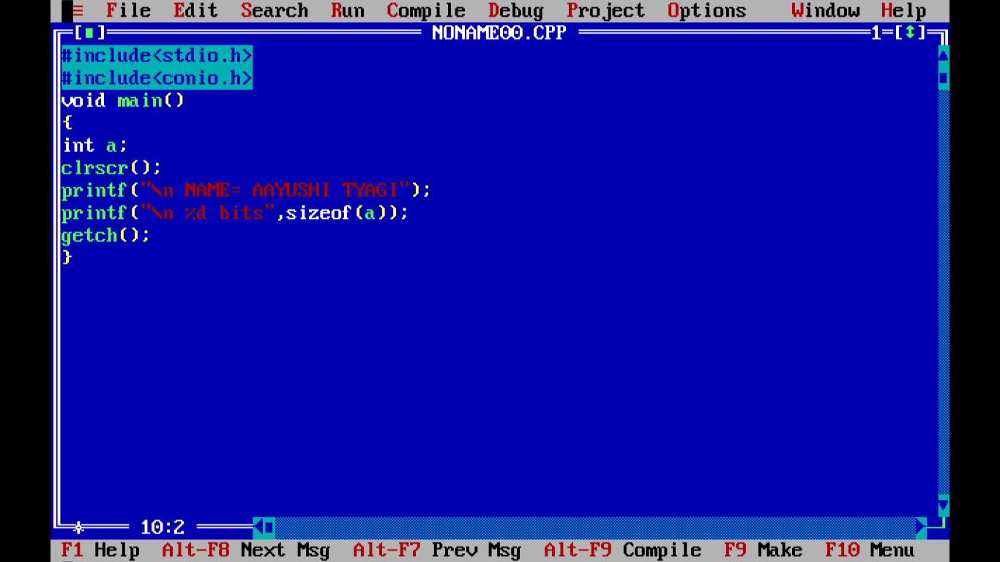 ≡ File Edit Search Run Compile Debug Project Options Window Help
[■] NONAME00.CPP 1=[↕]
#include<stdio.h>
#include<conio.h>
void main()
{
int a;
clrscr();
printf("\n NAME= AAYUSHI TYAGI");
printf("\n %d bits",sizeof(a));
getch();
}
10:2
F1 Help Alt-F8 Next Msg Alt-F7 Prev Msg Alt-F9 Compile F9 Make F10 Menu